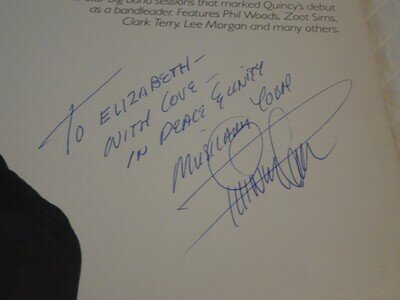 star big band sessions that marked Quincy's debut
as a bandleader. Features Phil Woods, Zoot Sims,
Clark Terry, Lee Morgan and many others.
TO ELIZABETH –
WITH LOVE –
IN PEACE & UNITY
MUSICALLY YOURS